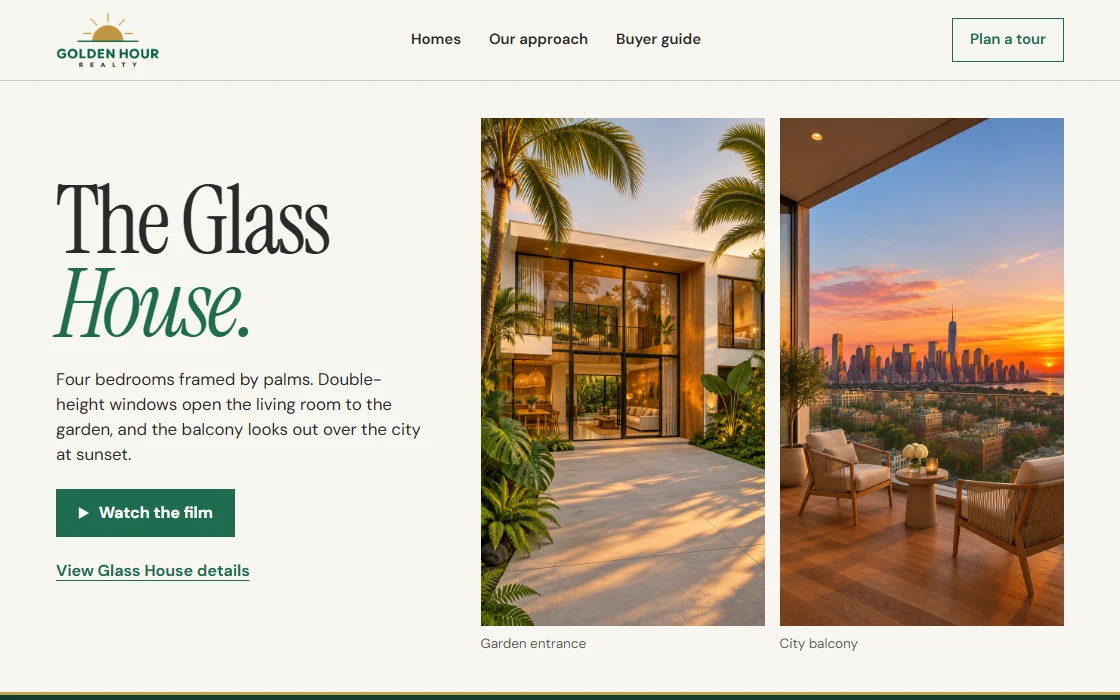 GOLDEN HOUR
REALTY
Homes
Our approach
Buyer guide
Plan a tour
The Glass
House.
Four bedrooms framed by palms. Double-
height windows open the living room to the
garden, and the balcony looks out over the city
at sunset.
Watch the film
View Glass House details
Garden entrance
City balcony